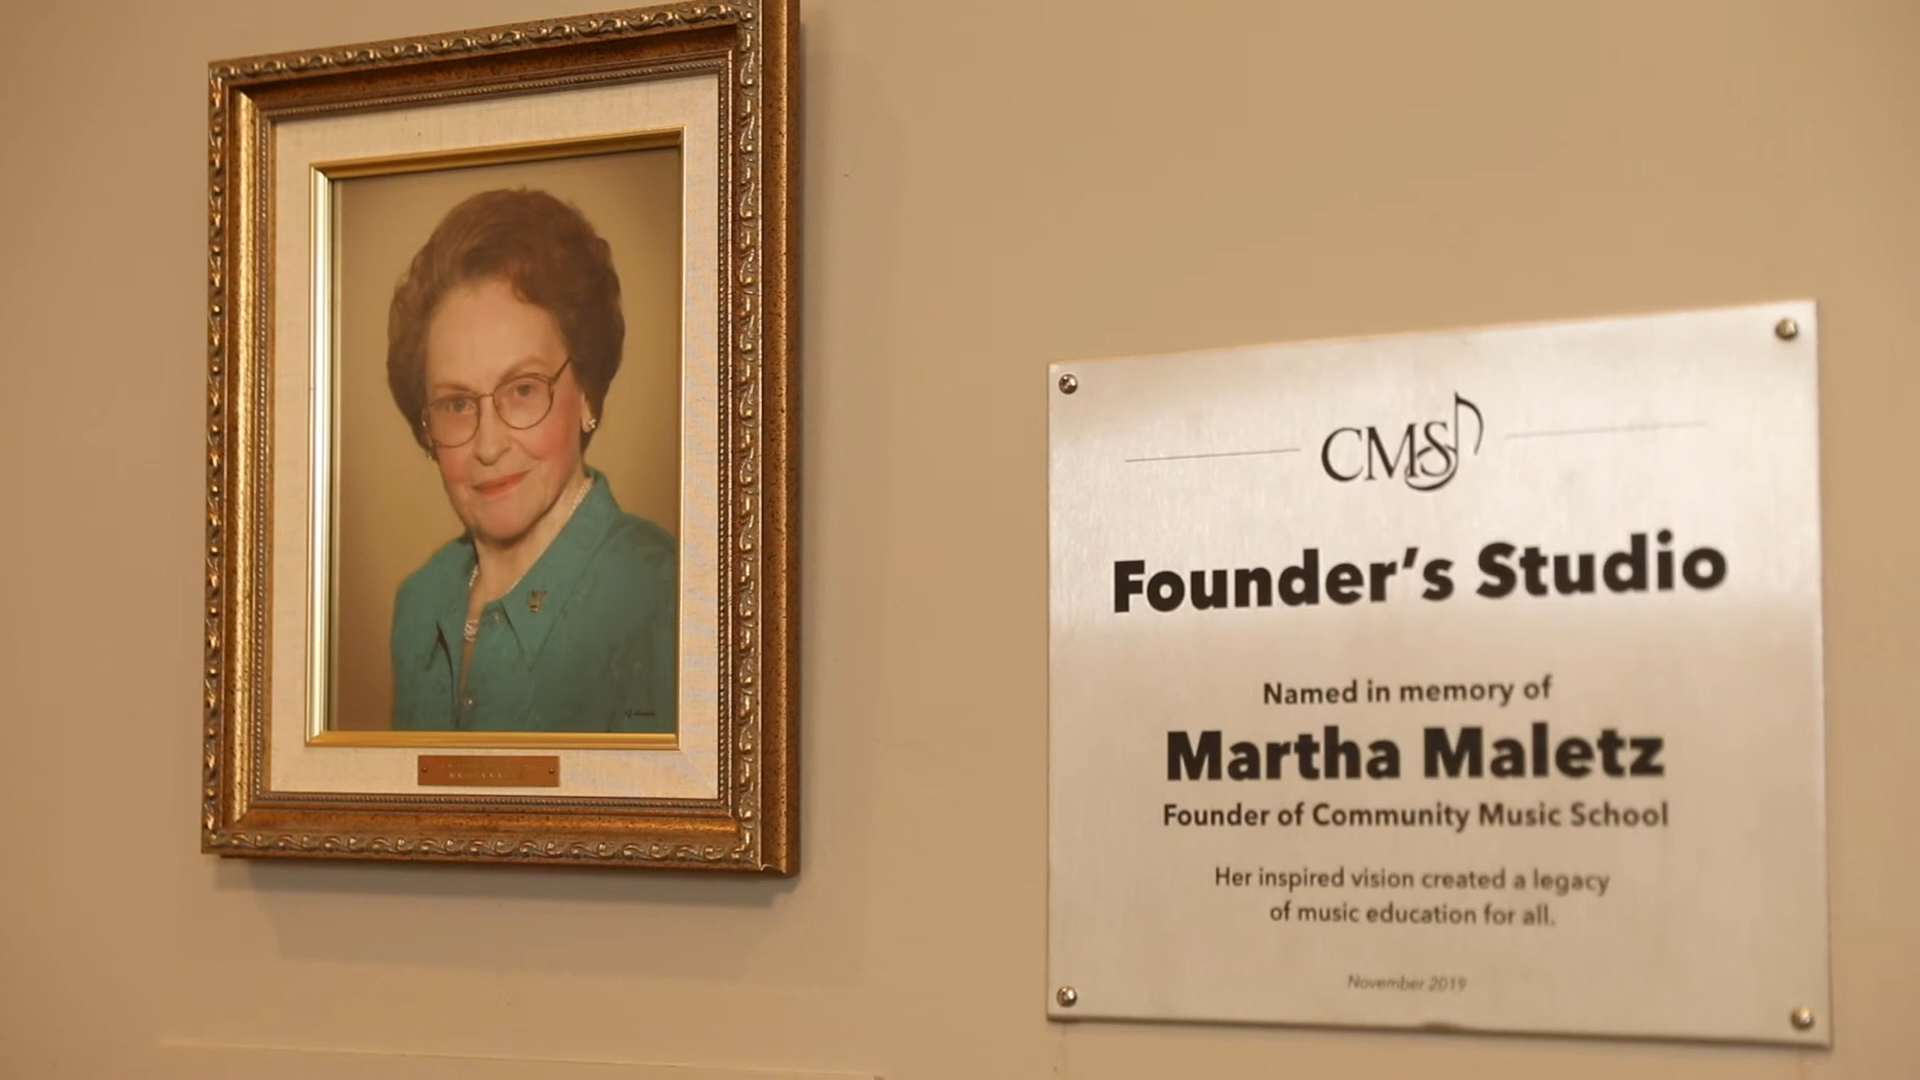 CMS
Founder's Studio
Named in memory of
Martha Maletz
Founder of Community Music School
Her inspired vision created a legacy
of music education for all.
November 2019